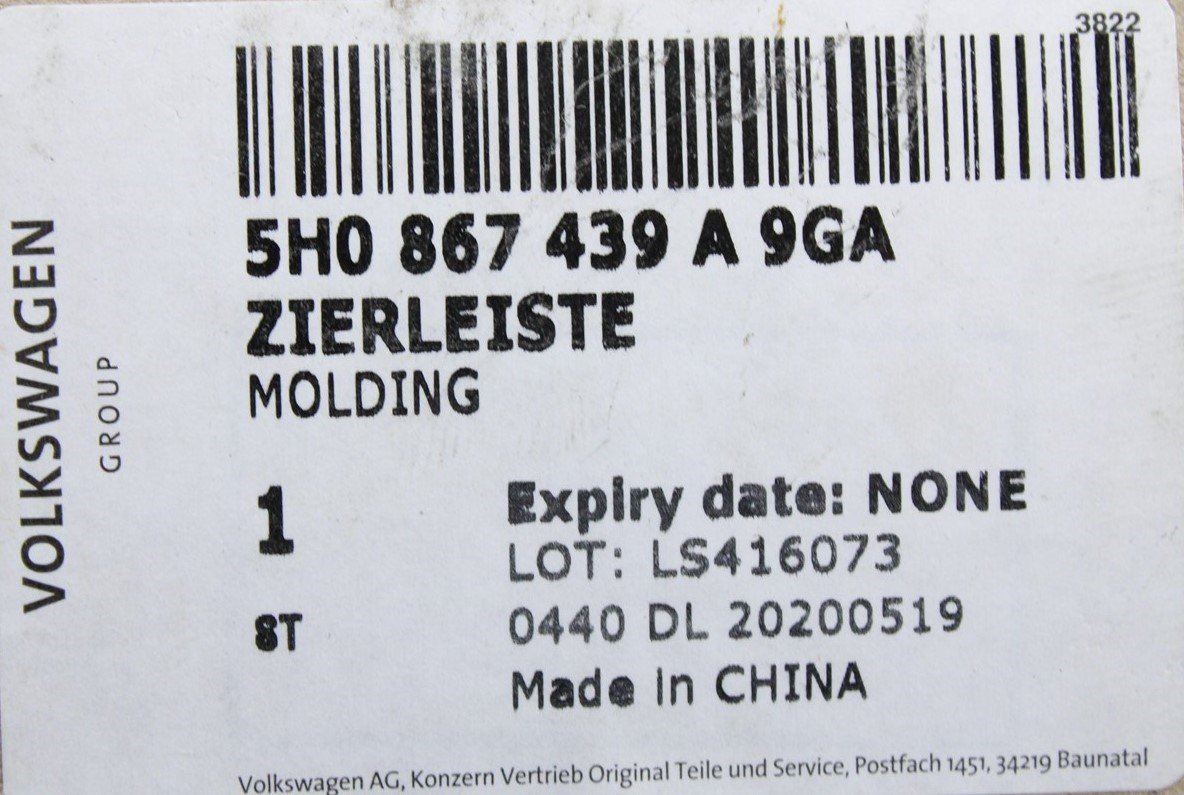 3822
5H0 867 439 A 9GA
ZIERLEISTE
MOLDING
1
Expiry date: NONE
LOT: LS416073
ST
0440 DL 20200519
Made in CHINA
VOLKSWAGEN
GROUP
Volkswagen AG, Konzern Vertrieb Original Teile und Service, Postfach 1451, 34219 Baunatal